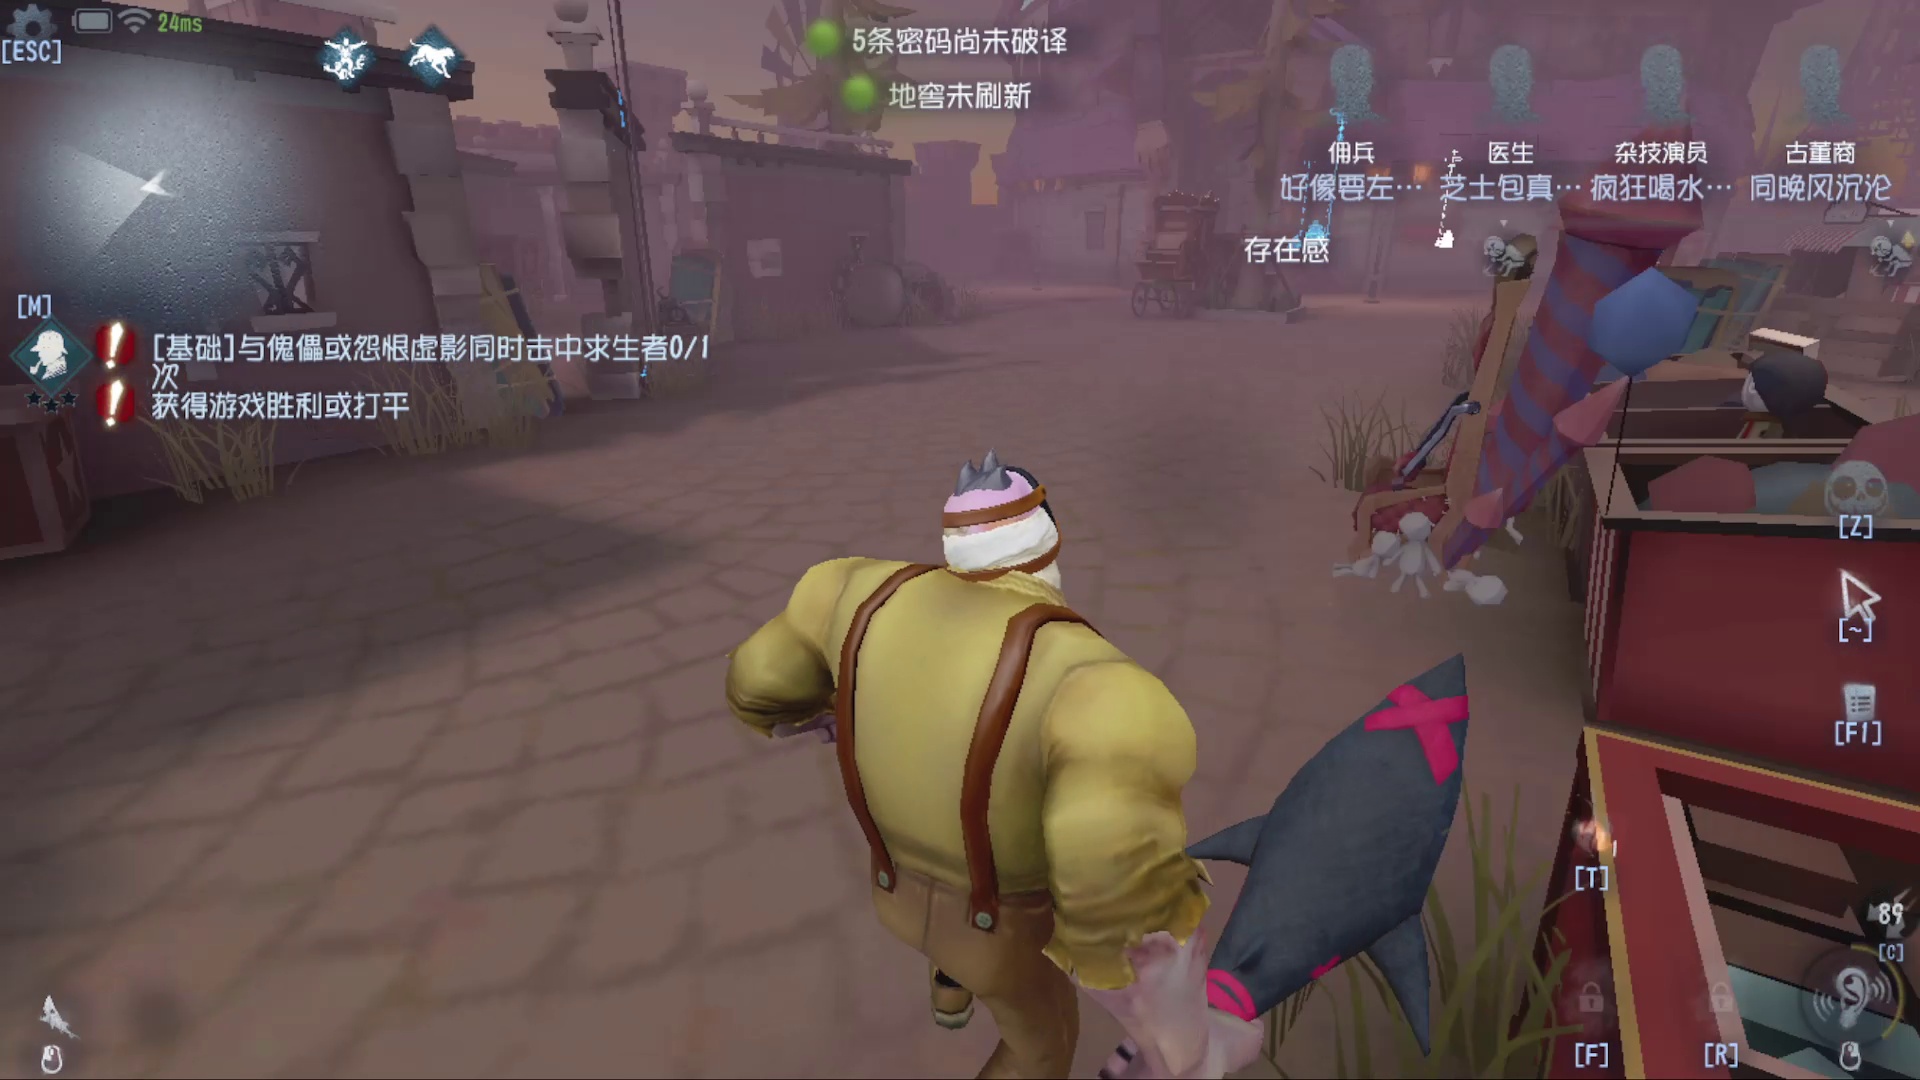 24ms
[ESC]
5条密码尚未破译
地窖未刷新
佣兵
医生
杂技演员
古董商
好像要左…
芝士包真…
疯狂喝水…
同晚风沉沦
存在感
[M]
[基础]与傀儡或怨恨虚影同时击中求生者0/1
次
获得游戏胜利或打平
[Z]
[~]
[F1]
[T]
89
[C]
[F]
[R]